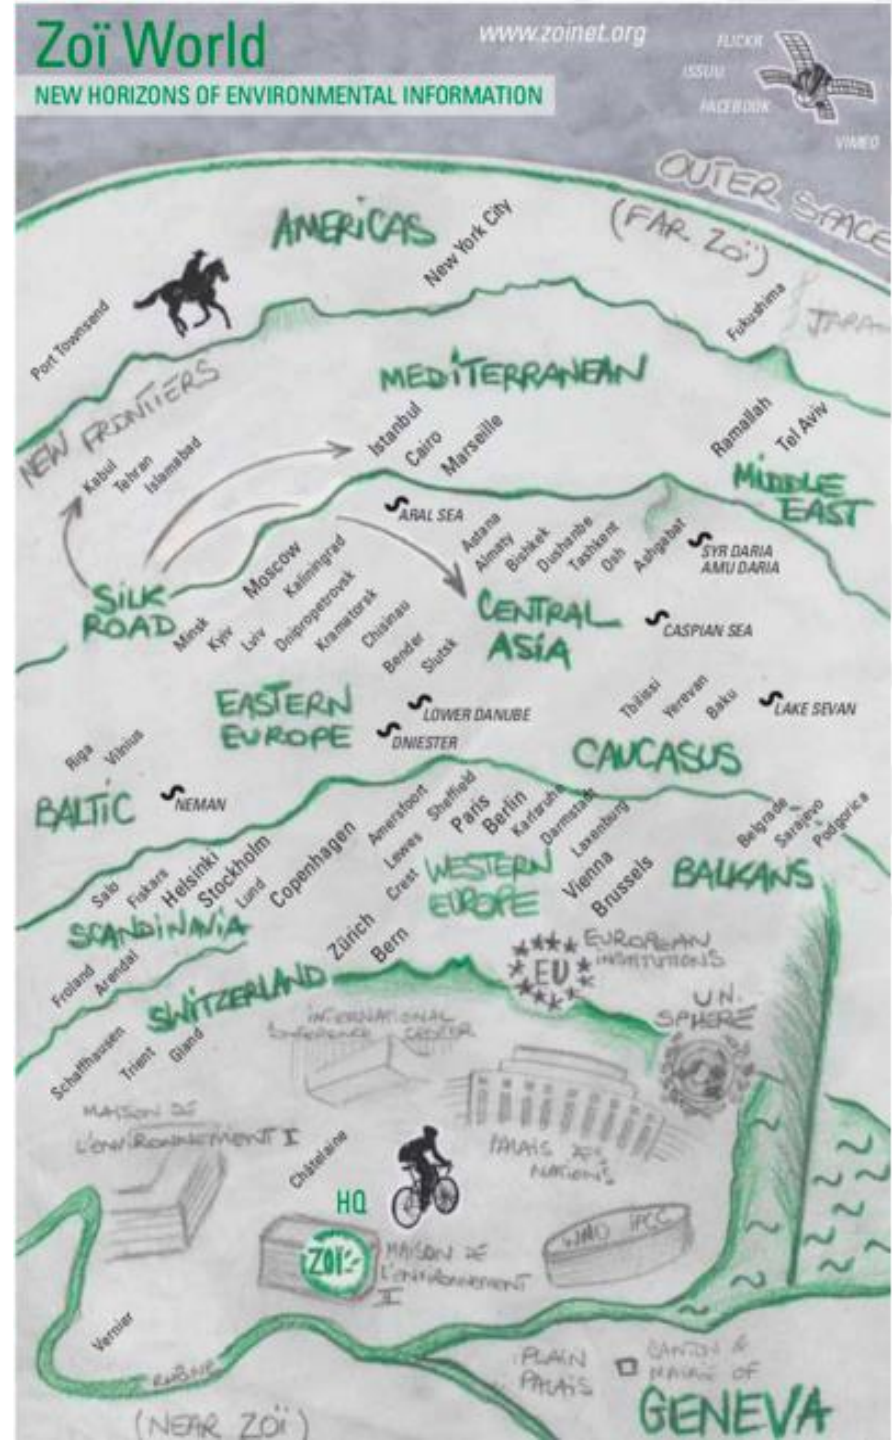 Zoï World
www.zoinet.org
NEW HORIZONS OF ENVIRONMENTAL INFORMATION
FLICKR
ISSUU
FACEBOOK
VIMEO
OUTER SPACE
(FAR ZOÏ)
AMERICAS
New York City
Port Townsend
Fukushima
JAPA
NEW FRONTIERS
MEDITERRANEAN
Kabul
Tehran
Islamabad
Istanbul
Cairo
Marseille
Ramallah
Tel Aviv
MIDDLE
EAST
ARAL SEA
SYR DARIA
AMU DARIA
Astana
Almaty
Bishkek
Dushanbe
Tashkent
Osh
Ashgabat
SILK
ROAD
Moscow
Kaliningrad
Minsk
Kyiv
Lviv
Dnipropetrovsk
Kramatorsk
Chisinau
Bender
Slutsk
CENTRAL
ASIA
CASPIAN SEA
EASTERN
EUROPE
LOWER DANUBE
DNIESTER
Tbilissi
Yerevan
Baku
LAKE SEVAN
CAUCASUS
Riga
Vilnius
BALTIC
NEMAN
Salo
Fiskars
Helsinki
Stockholm
Lund
Copenhagen
Amersfoort
Sheffield
Lewes
Paris
Berlin
Karlsruhe
Darmstadt
Laxenburg
Crest
Vienna
Brussels
Belgrade
Sarajevo
Podgorica
WESTERN
EUROPE
BALKANS
SCANDINAVIA
Froland
Arendal
Zürich
Bern
EU
EUROPEAN
INSTITUTIONS
SWITZERLAND
Schaffhausen
Trient
Gland
INTERNATIONAL
CONFERENCE CENTER
U.N.
SPHERE
MAISON DE
L'ENVIRONNEMENT I
PALAIS DES
NATIONS
Châtelaine
HQ
ZOÏ
MAISON DE
L'ENVIRONNEMENT
II
WMO IPCC
Vernier
RHÔNE
(NEAR ZOÏ)
PLAIN
PALAIS
CANTON &
MAIRIE OF
GENEVA